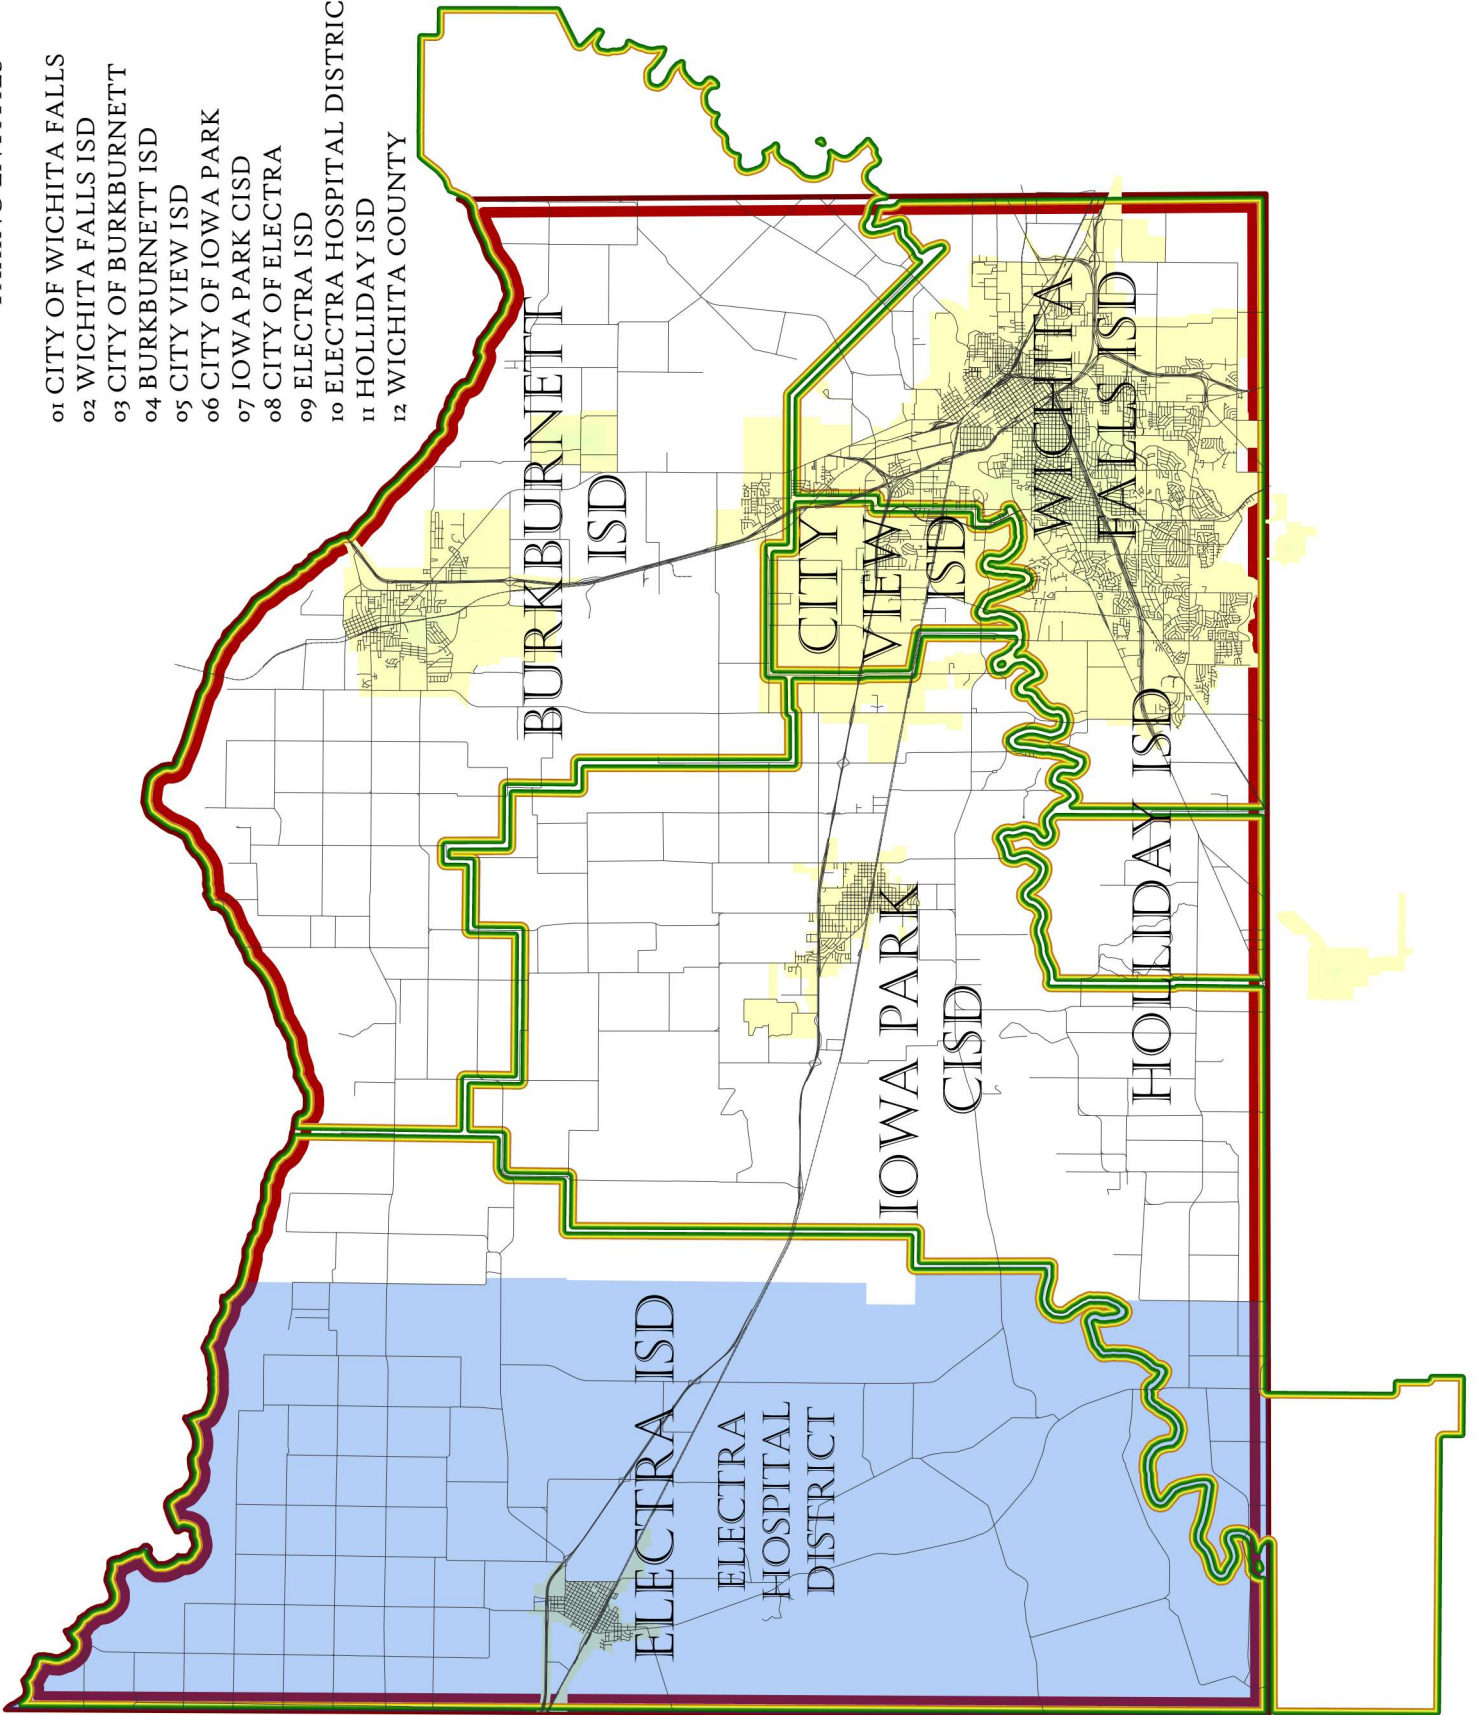 01 CITY OF WICHITA FALLS
02 WICHITA FALLS ISD
03 CITY OF BURKBURNETT
04 BURKBURNETT ISD
05 CITY VIEW ISD
06 CITY OF IOWA PARK
07 IOWA PARK CISD
08 CITY OF ELECTRA
09 ELECTRA ISD
10 ELECTRA HOSPITAL DISTRIC
11 HOLLIDAY ISD
12 WICHITA COUNTY
BURKBURNETT
ISD
CITY
VIEW
ISD
WICHITA
FALLS ISD
IOWA PARK
CISD
HOLLIDAY ISD
ELECTRA ISD
ELECTRA
HOSPITAL
DISTRICT